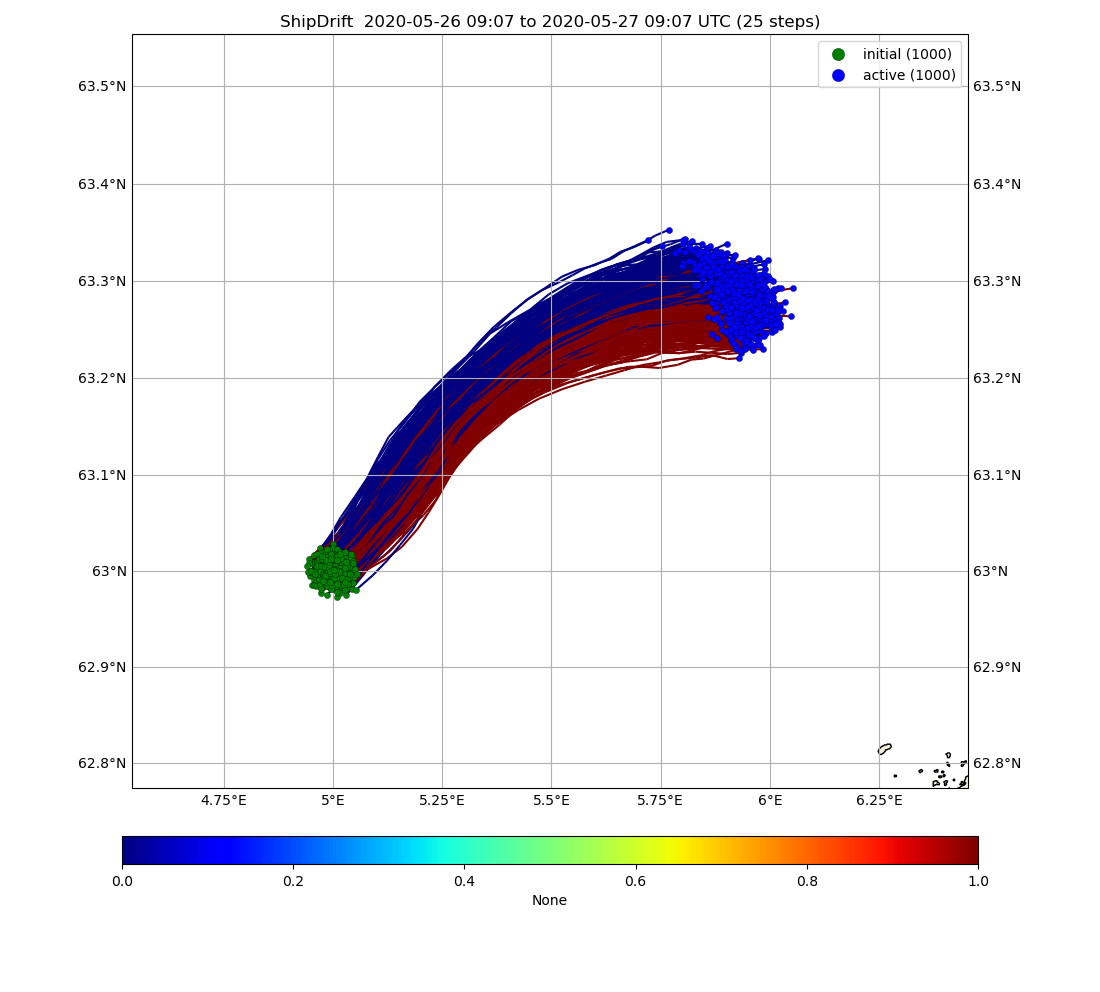 ShipDrift  2020-05-26 09:07 to 2020-05-27 09:07 UTC (25 steps)
initial (1000)
active (1000)
63.5°N 63.5°N
63.4°N 63.4°N
63.3°N 63.3°N
63.2°N 63.2°N
63.1°N 63.1°N
63°N 63°N
62.9°N 62.9°N
62.8°N 62.8°N
4.75°E 5°E 5.25°E 5.5°E 5.75°E 6°E 6.25°E
0.0 0.2 0.4 0.6 0.8 1.0
None